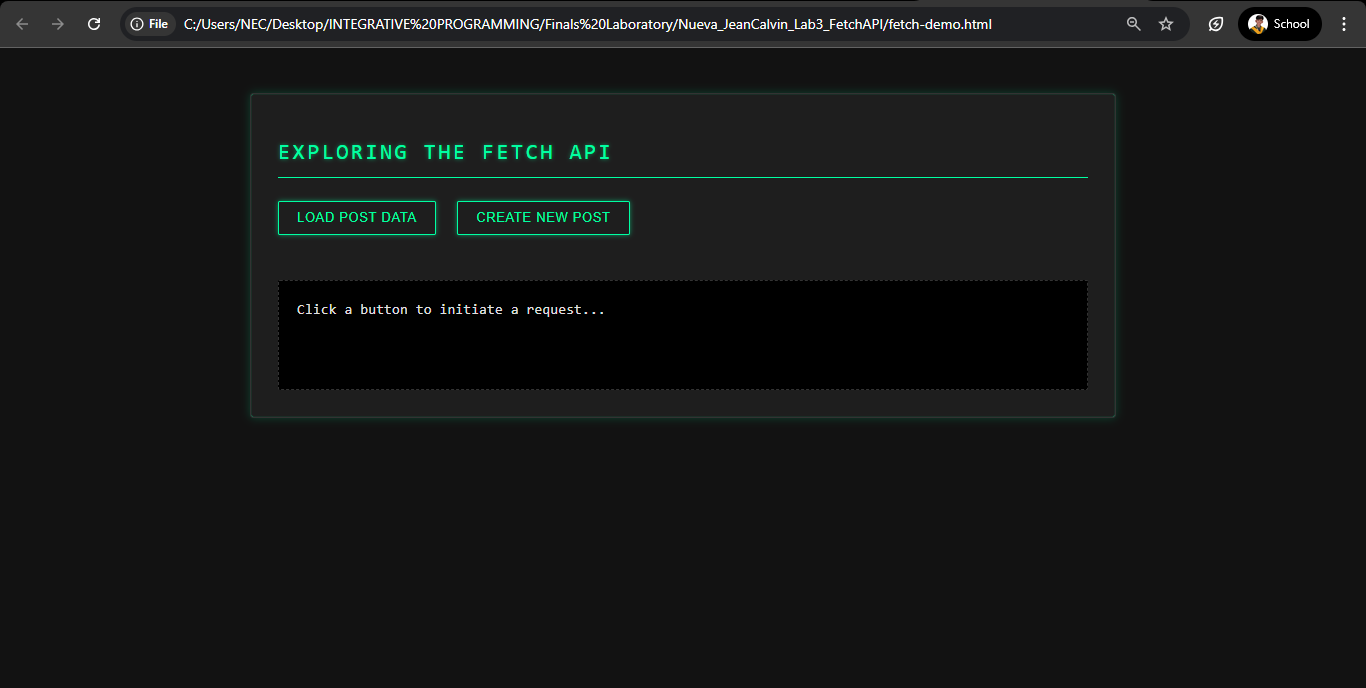 File C:/Users/NEC/Desktop/INTEGRATIVE%20PROGRAMMING/Finals%20Laboratory/Nueva_JeanCalvin_Lab3_FetchAPI/fetch-demo.html School
EXPLORING THE FETCH API
LOAD POST DATA CREATE NEW POST
Click a button to initiate a request...